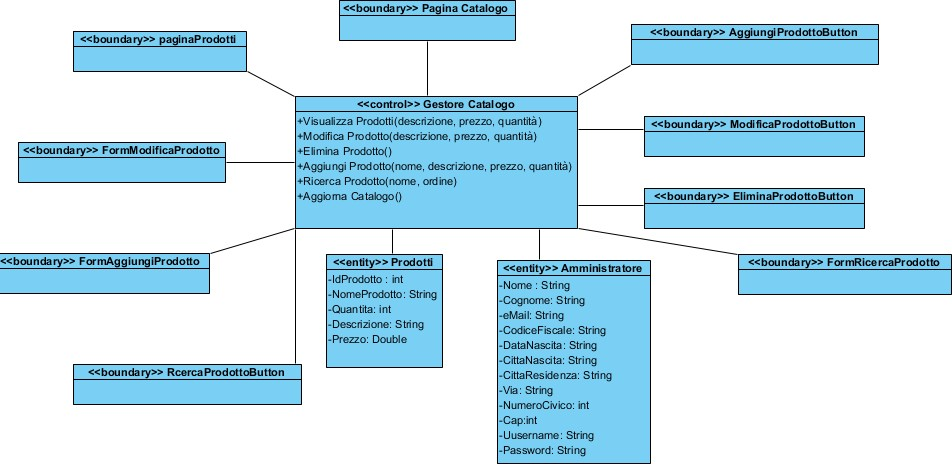 <<boundary>> Pagina Catalogo
<<boundary>> paginaProdotti
<<boundary>> AggiungiProdottoButton
<<control>> Gestore Catalogo
+Visualizza Prodotti(descrizione, prezzo, quantità)
+Modifica Prodotto(descrizione, prezzo, quantità)
+Elimina Prodotto()
+Aggiungi Prodotto(nome, descrizione, prezzo, quantità)
+Ricerca Prodotto(nome, ordine)
+Aggiorna Catalogo()
<<boundary>> ModificaProdottoButton
<<boundary>> FormModificaProdotto
<<boundary>> EliminaProdottoButton
<<boundary>> FormAggiungiProdotto
<<entity>> Prodotti
-IdProdotto : int
-NomeProdotto: String
-Quantita: int
-Descrizione: String
-Prezzo: Double
<<entity>> Amministratore
-Nome : String
-Cognome: String
-eMail: String
-CodiceFiscale: String
-DataNascita: String
-CittaNascita: String
-CittaResidenza: String
-Via: String
-NumeroCivico: int
-Cap:int
-Uusername: String
-Password: String
<<boundary>> FormRicercaProdotto
<<boundary>> RcercaProdottoButton